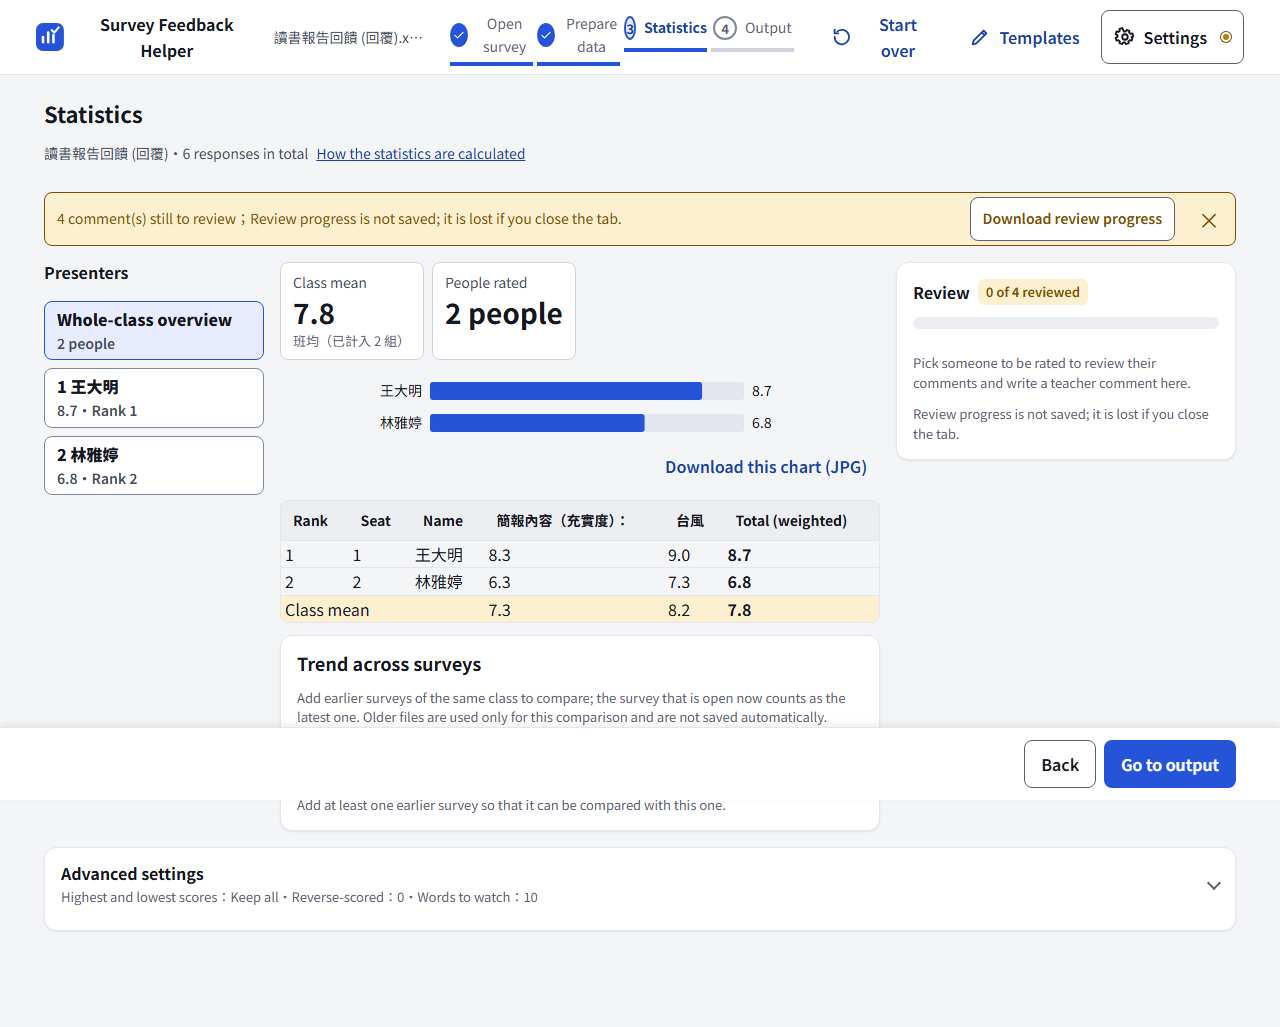 Survey Feedback Helper
讀書報告回饋 (回覆).x…
Open survey
Prepare data
3 Statistics
4 Output
Start over
Templates
Settings
Statistics
讀書報告回饋 (回覆)・6 responses in total How the statistics are calculated
4 comment(s) still to review；Review progress is not saved; it is lost if you close the tab.
Download review progress
Presenters
Whole-class overview
2 people
1 王大明
8.7・Rank 1
2 林雅婷
6.8・Rank 2
Class mean
7.8
班均（已計入 2 組）
People rated
2 people
王大明 8.7
林雅婷 6.8
Download this chart (JPG)
Rank Seat Name 簡報內容（充實度）： 台風 Total (weighted)
1 1 王大明 8.3 9.0 8.7
2 2 林雅婷 6.3 7.3 6.8
Class mean 7.3 8.2 7.8
Trend across surveys
Add earlier surveys of the same class to compare; the survey that is open now counts as the
latest one. Older files are used only for this comparison and are not saved automatically.
Review 0 of 4 reviewed
Pick someone to be rated to review their
comments and write a teacher comment here.
Review progress is not saved; it is lost if you close
the tab.
Back
Go to output
Add at least one earlier survey so that it can be compared with this one.
Advanced settings
Highest and lowest scores：Keep all・Reverse-scored：0・Words to watch：10